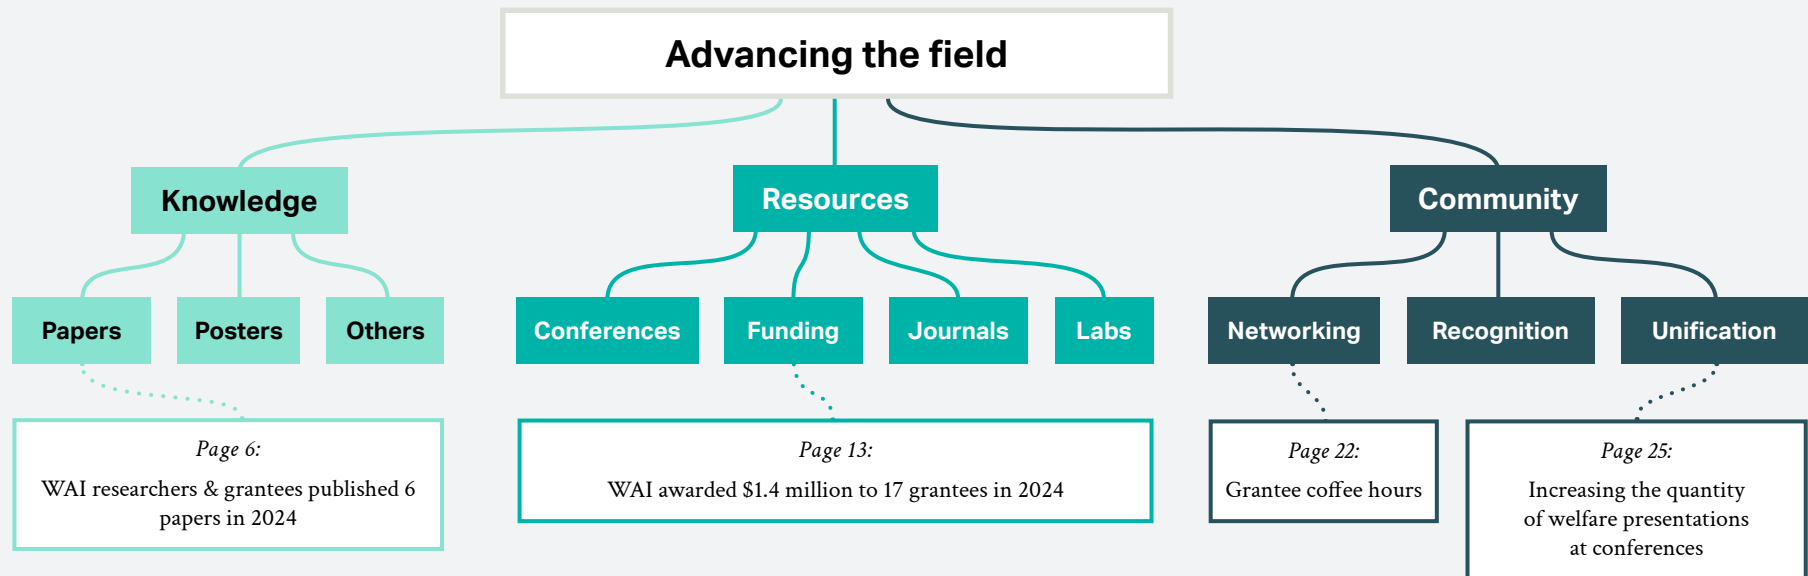 Advancing the field
Knowledge
Resources
Community
Papers
Posters
Others
Conferences
Funding
Journals
Labs
Networking
Recognition
Unification
Page 6:
WAI researchers & grantees published 6
papers in 2024
Page 13:
WAI awarded $1.4 million to 17 grantees in 2024
Page 22:
Grantee coffee hours
Page 25:
Increasing the quantity
of welfare presentations
at conferences